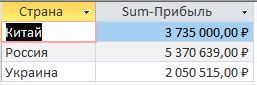 Страна Sum-Прибыль
Китай 3 735 000,00 ₽
Россия 5 370 639,00 ₽
Украина 2 050 515,00 ₽